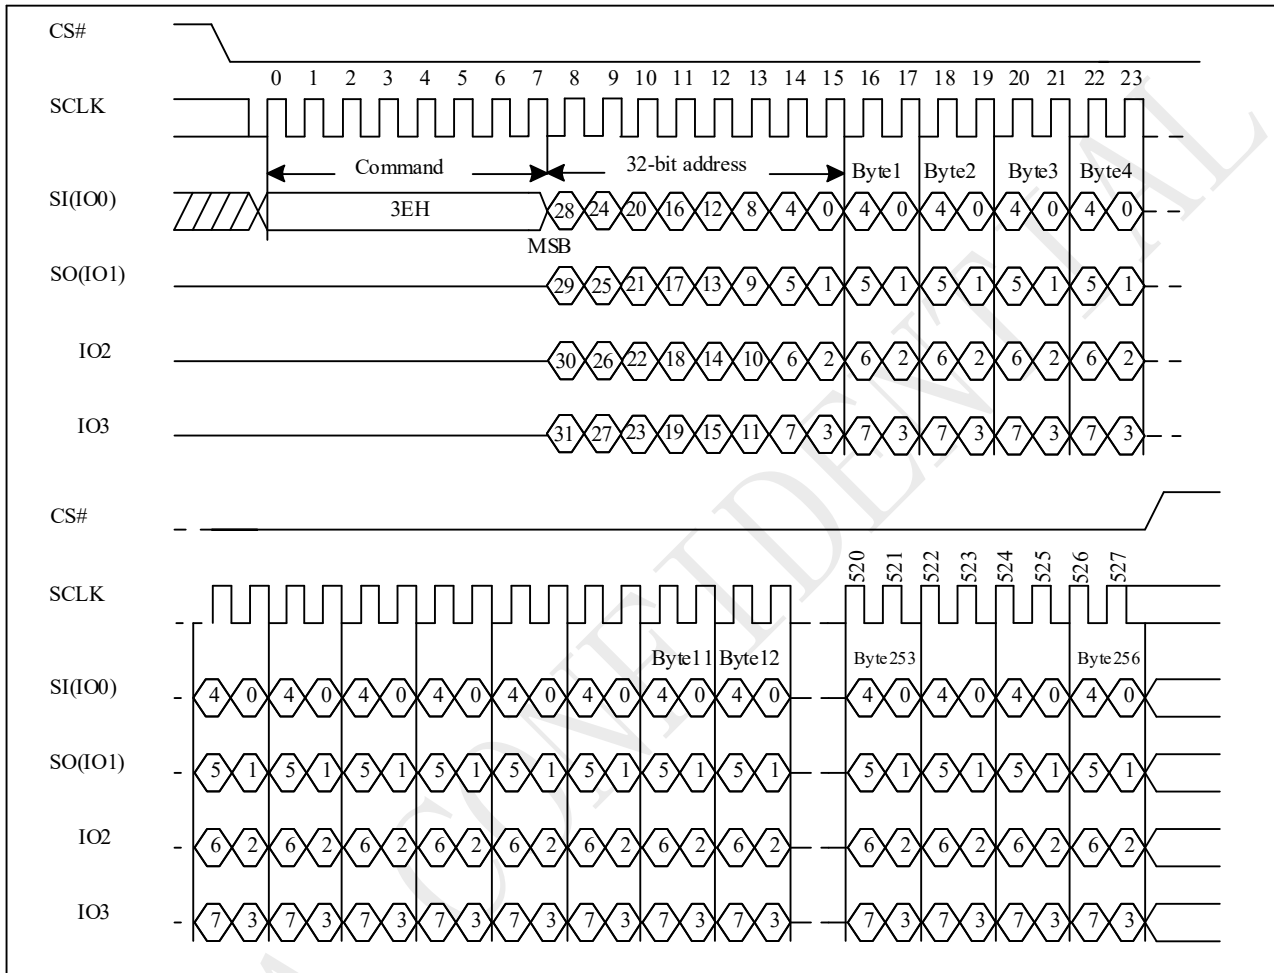 CS#
0 1 2 3 4 5 6 7 8 9 10 11 12 13 14 15 16 17 18 19 20 21 22 23
SCLK
Command 32-bit address Byte1 Byte2 Byte3 Byte4
SI(IO0) 3EH 28 24 20 16 12 8 4 0 4 0 4 0 4 0 4 0
MSB
SO(IO1) 29 25 21 17 13 9 5 1 5 1 5 1 5 1 5 1
IO2 30 26 22 18 14 10 6 2 6 2 6 2 6 2 6 2
IO3 31 27 23 19 15 11 7 3 7 3 7 3 7 3 7 3
CS#
520 521 522 523 524 525 526 527
SCLK
Byte11 Byte12 Byte253 Byte256
SI(IO0) 4 0 4 0 4 0 4 0 4 0 4 0 4 0 4 0 4 0 4 0 4 0 4 0
SO(IO1) 5 1 5 1 5 1 5 1 5 1 5 1 5 1 5 1 5 1 5 1 5 1 5 1
IO2 6 2 6 2 6 2 6 2 6 2 6 2 6 2 6 2 6 2 6 2 6 2 6 2
IO3 7 3 7 3 7 3 7 3 7 3 7 3 7 3 7 3 7 3 7 3 7 3 7 3
CONFIDENTIAL